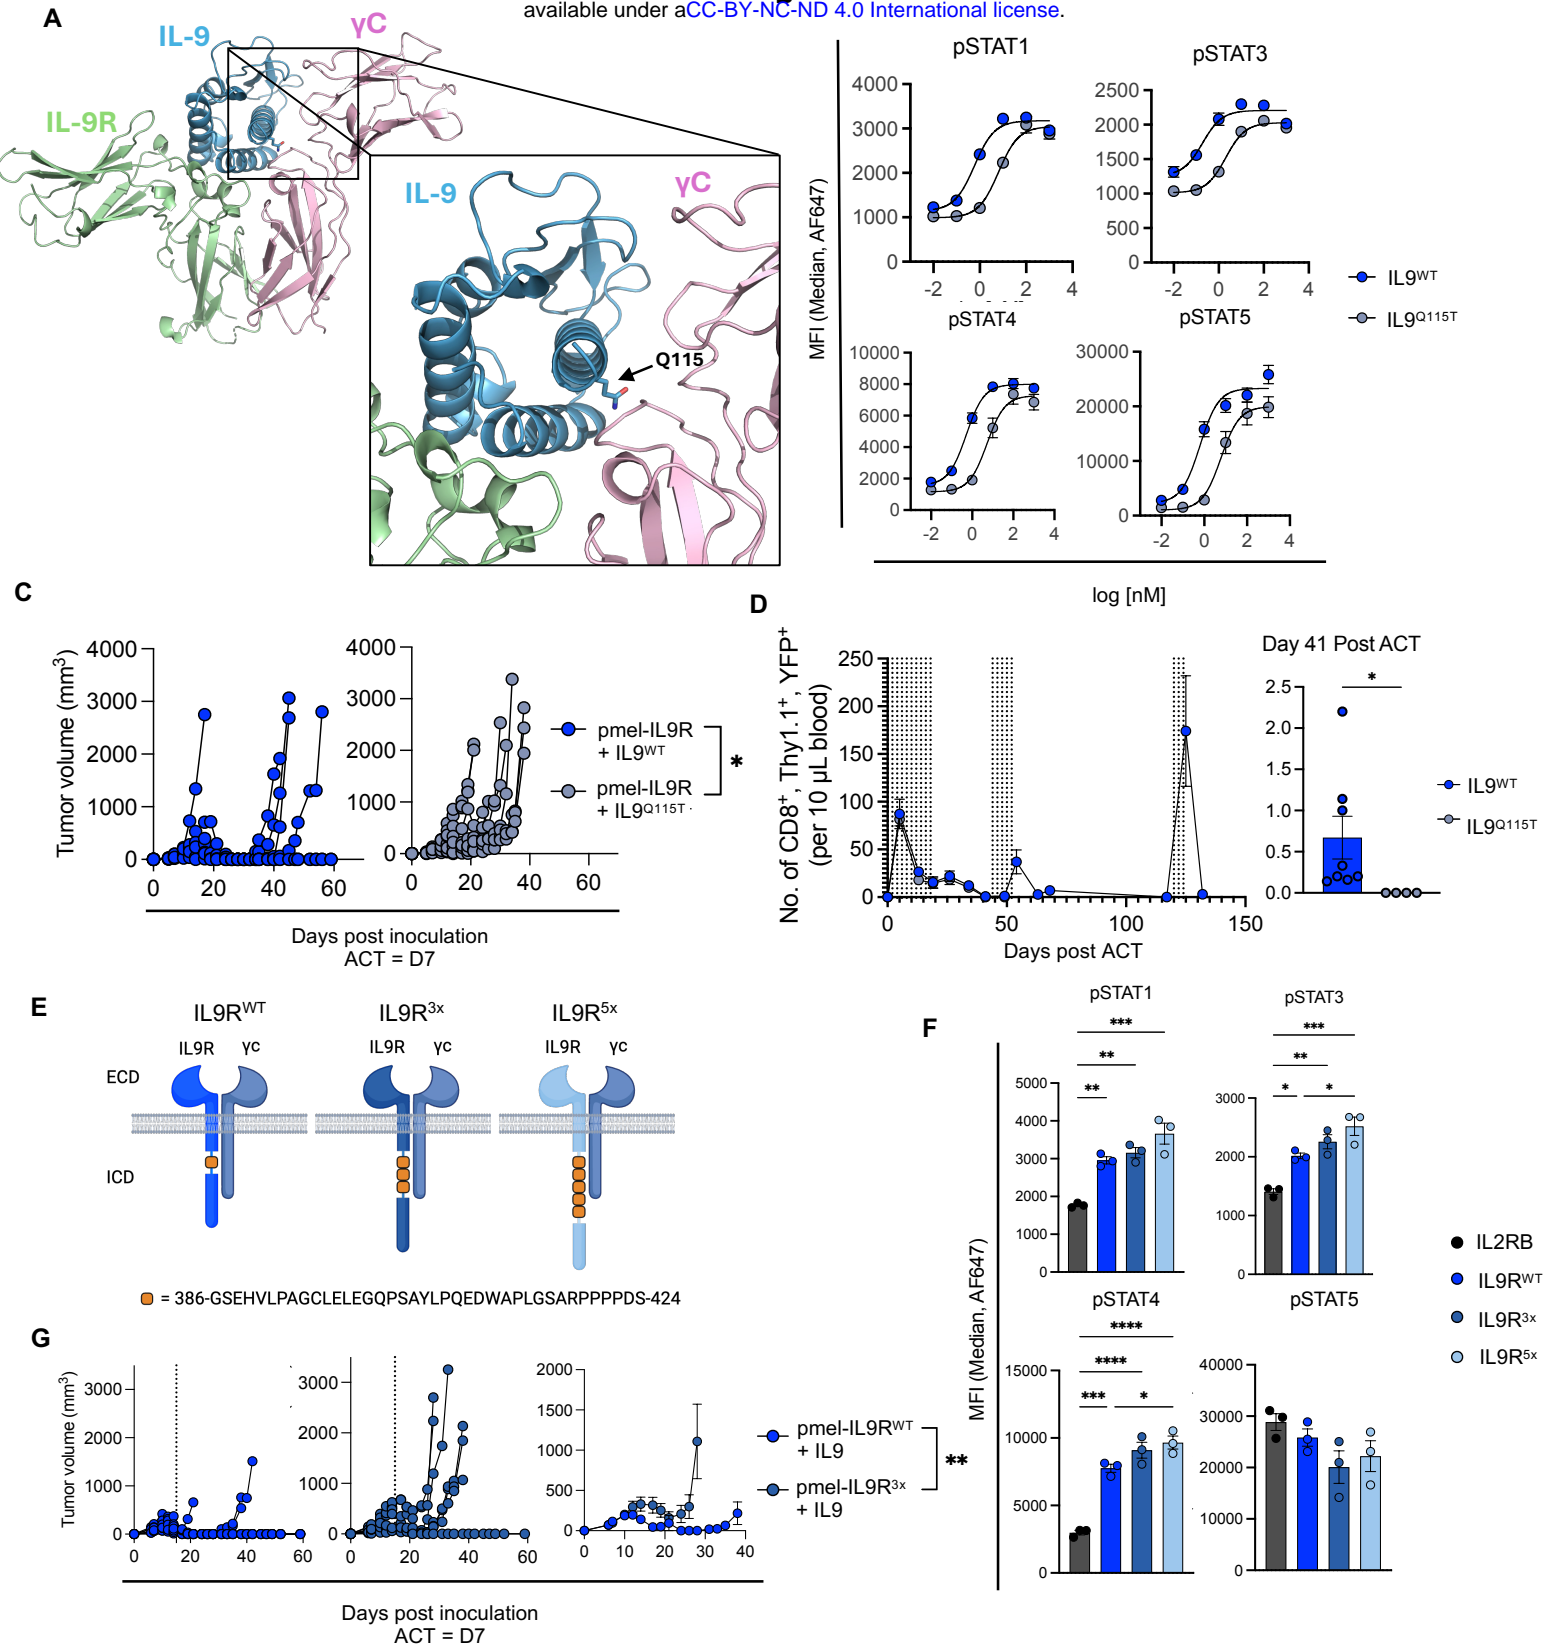 available under aCC-BY-NC-ND 4.0 International license.
A
IL-9
γC
IL-9R
IL-9
γC
Q115
MFI (Median, AF647)
pSTAT1
4000
3000
2000
1000
0
-2 0 2 4
pSTAT3
2500
2000
1500
1000
500
0
-2 0 2 4
pSTAT4
10000
8000
6000
4000
2000
0
-2 0 2 4
pSTAT5
30000
20000
10000
0
-2 0 2 4
IL9WT
IL9Q115T
log [nM]
C
Tumor volume (mm3)
4000
3000
2000
1000
0
0 20 40 60
4000
3000
2000
1000
0
0 20 40 60
pmel-IL9R
+ IL9WT
pmel-IL9R
+ IL9Q115T
*
Days post inoculation
ACT = D7
D
No. of CD8+, Thy1.1+, YFP+
(per 10 µL blood)
250
200
150
100
50
0
0 50 100 150
Days post ACT
Day 41 Post ACT
*
2.5
2.0
1.5
1.0
0.5
0.0
IL9WT
IL9Q115T
E
IL9RWT
IL9R3x
IL9R5x
IL9R γc
IL9R γc
IL9R γc
ECD
ICD
= 386-GSEHVLPAGCLELEGQPSAYLPQEDWAPLGSARPPPPDS-424
F
MFI (Median, AF647)
pSTAT1
***
**
**
5000
4000
3000
2000
1000
0
pSTAT3
***
**
* *
3000
2000
1000
0
pSTAT4
****
****
*** *
15000
10000
5000
0
pSTAT5
40000
30000
20000
10000
0
IL2RB
IL9RWT
IL9R3x
IL9R5x
G
Tumor volume (mm3)
3000
2000
1000
0
0 20 40 60
3000
2000
1000
0
0 20 40 60
2000
1500
1000
500
0
0 10 20 30 40
pmel-IL9RWT
+ IL9
pmel-IL9R3x
+ IL9
**
Days post inoculation
ACT = D7